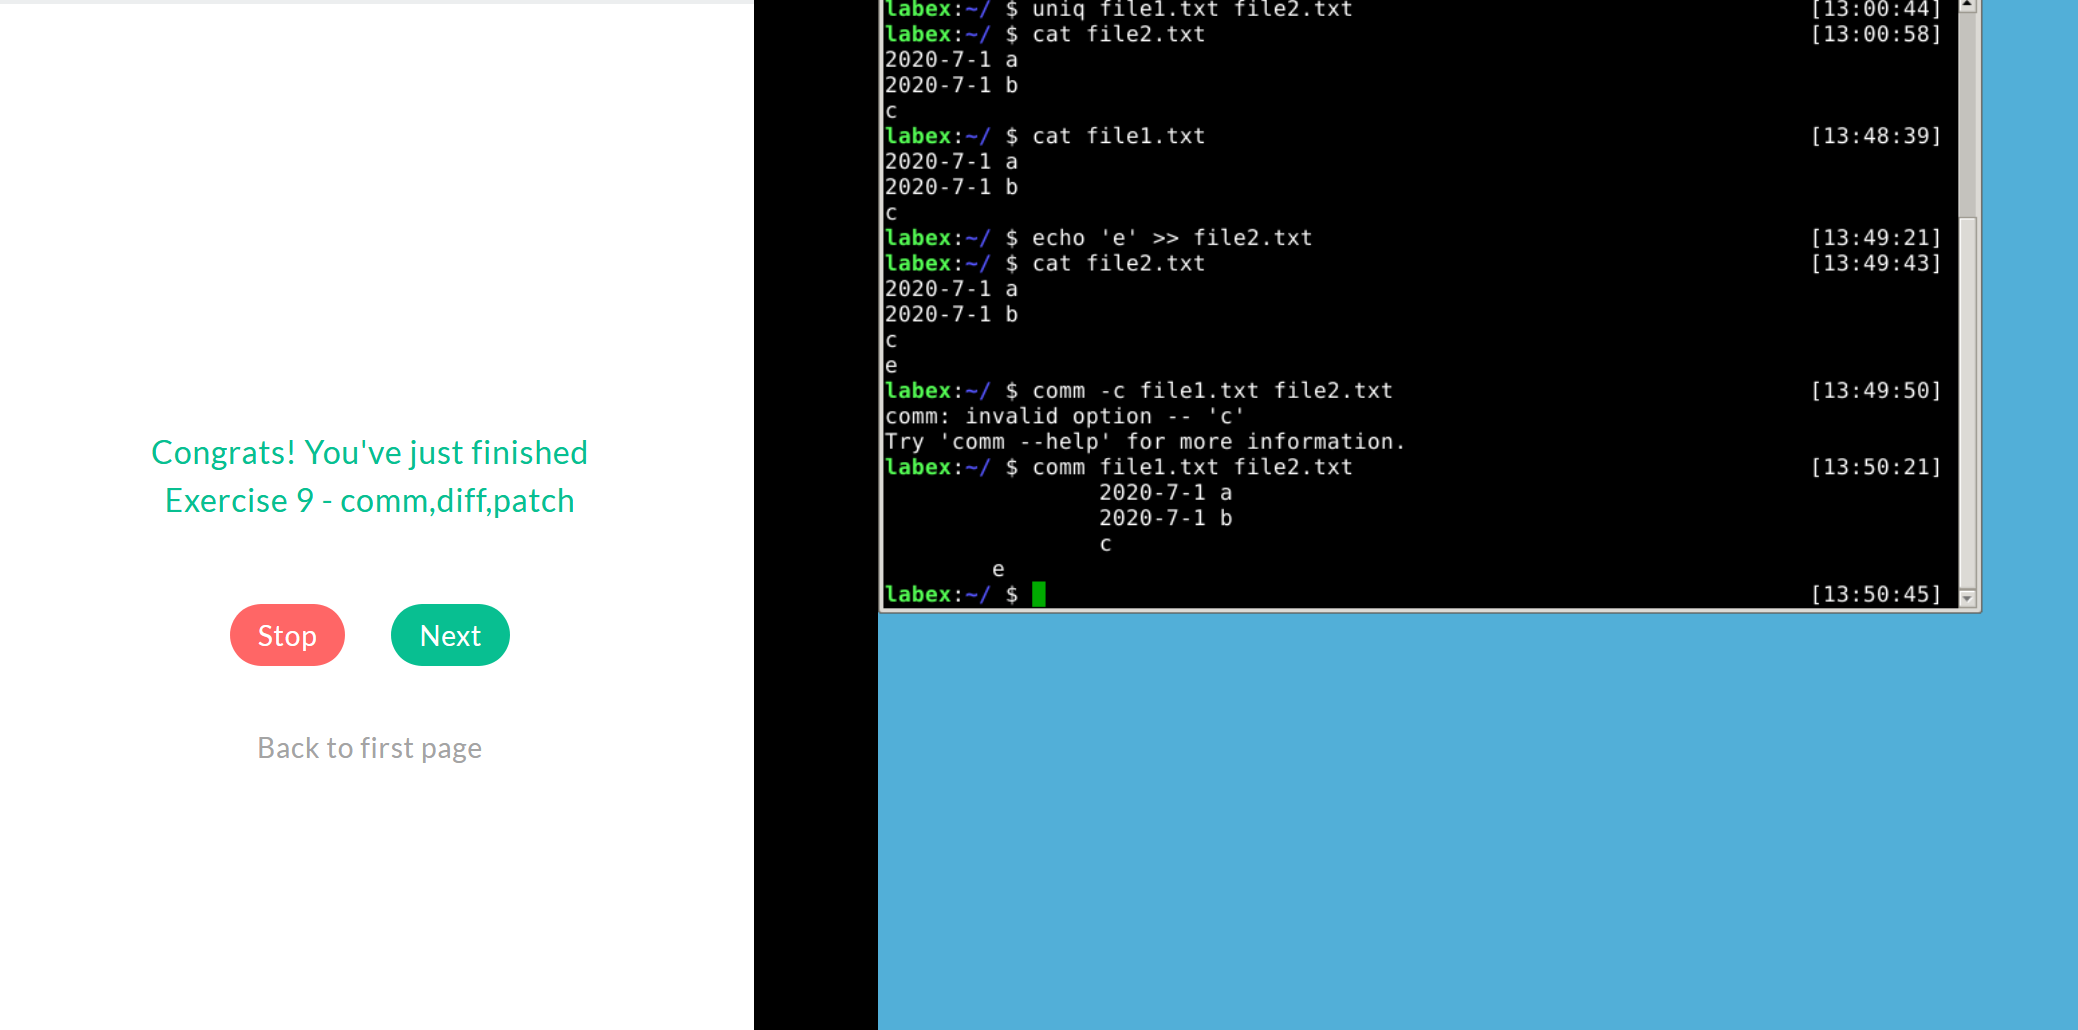 Congrats! You've just finished
Exercise 9 - comm,diff,patch
Stop Next
Back to first page
labex:~/ $ uniq file1.txt file2.txt [13:00:44]
labex:~/ $ cat file2.txt [13:00:58]
2020-7-1 a
2020-7-1 b
c
labex:~/ $ cat file1.txt [13:48:39]
2020-7-1 a
2020-7-1 b
c
labex:~/ $ echo 'e' >> file2.txt [13:49:21]
labex:~/ $ cat file2.txt [13:49:43]
2020-7-1 a
2020-7-1 b
c
e
labex:~/ $ comm -c file1.txt file2.txt [13:49:50]
comm: invalid option -- 'c'
Try 'comm --help' for more information.
labex:~/ $ comm file1.txt file2.txt [13:50:21]
2020-7-1 a
2020-7-1 b
c
e
labex:~/ $ [13:50:45]